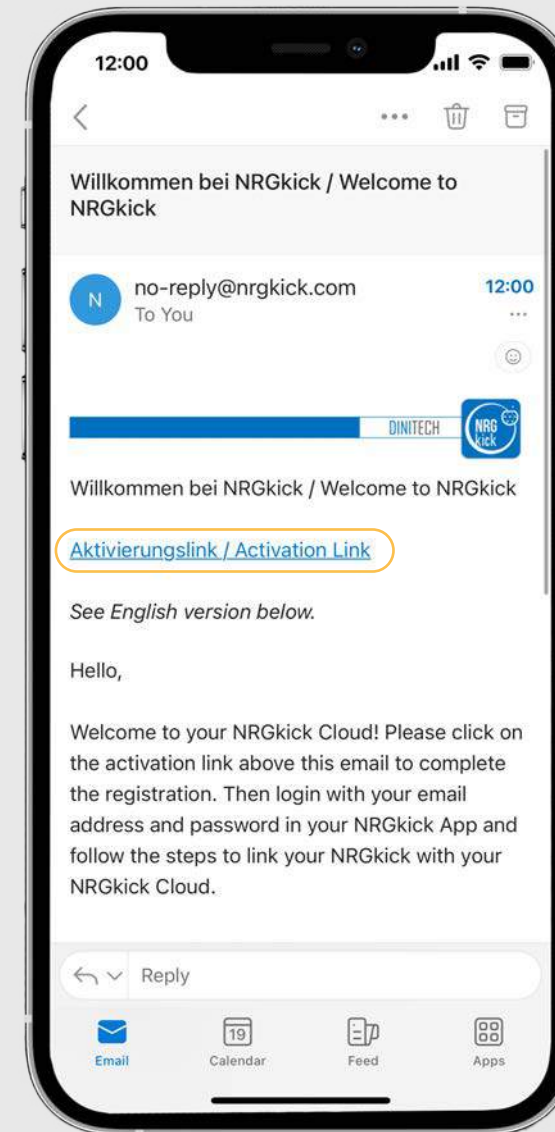 12:00
Willkommen bei NRGkick / Welcome to
NRGkick
N
no-reply@nrgkick.com
12:00
To You
DINITECH
NRG
kick
Willkommen bei NRGkick / Welcome to NRGkick
Aktivierungslink / Activation Link
See English version below.
Hello,
Welcome to your NRGkick Cloud! Please click on
the activation link above this email to complete
the registration. Then login with your email
address and password in your NRGkick App and
follow the steps to link your NRGkick with your
NRGkick Cloud.
Reply
19
Email
Calendar
Feed
Apps